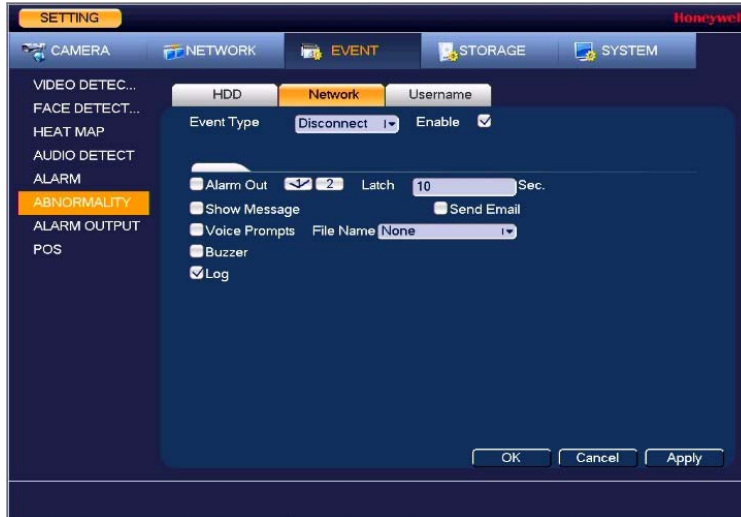 SETTING
Honeywell
CAMERA NETWORK EVENT STORAGE SYSTEM
VIDEO DETEC...
FACE DETECT...
HEAT MAP
AUDIO DETECT
ALARM
ABNORMALITY
ALARM OUTPUT
POS
HDD Network Username
Event Type Disconnect Enable
Alarm Out 1 2 Latch 10 Sec.
Show Message Send Email
Voice Prompts File Name None
Buzzer
Log
OK Cancel Apply